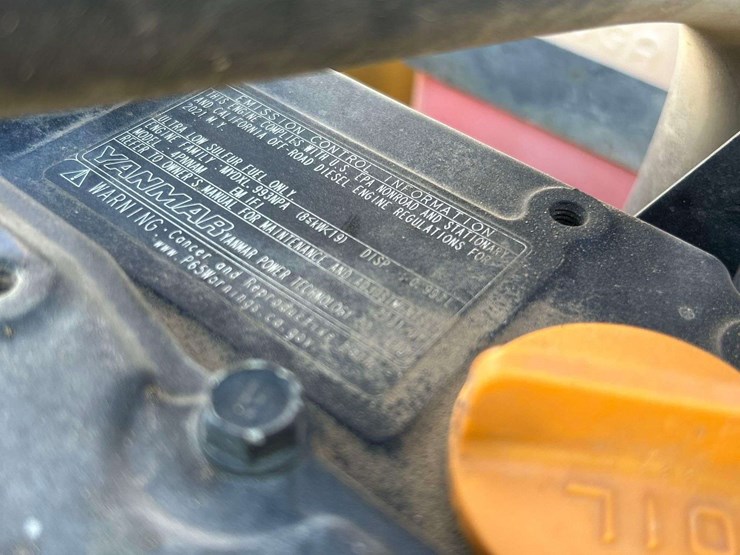 EMISSION CONTROL INFORMATION
THIS ENGINE COMPLIES WITH U.S. EPA NONROAD AND STATIONARY
AND CALIFORNIA OFF-ROAD DIESEL ENGINE REGULATIONS FOR
2021 M.Y.
ULTRA LOW SULFUR FUEL ONLY
ENGINE FAMILY: DISP
MODEL
REFER TO OWNER'S MANUAL FOR MAINTENANCE AND
YANMAR YANMAR POWER TECHNOLOGY
WARNING: Cancer and Reproductive
www.P65Warnings.ca.gov
OIL